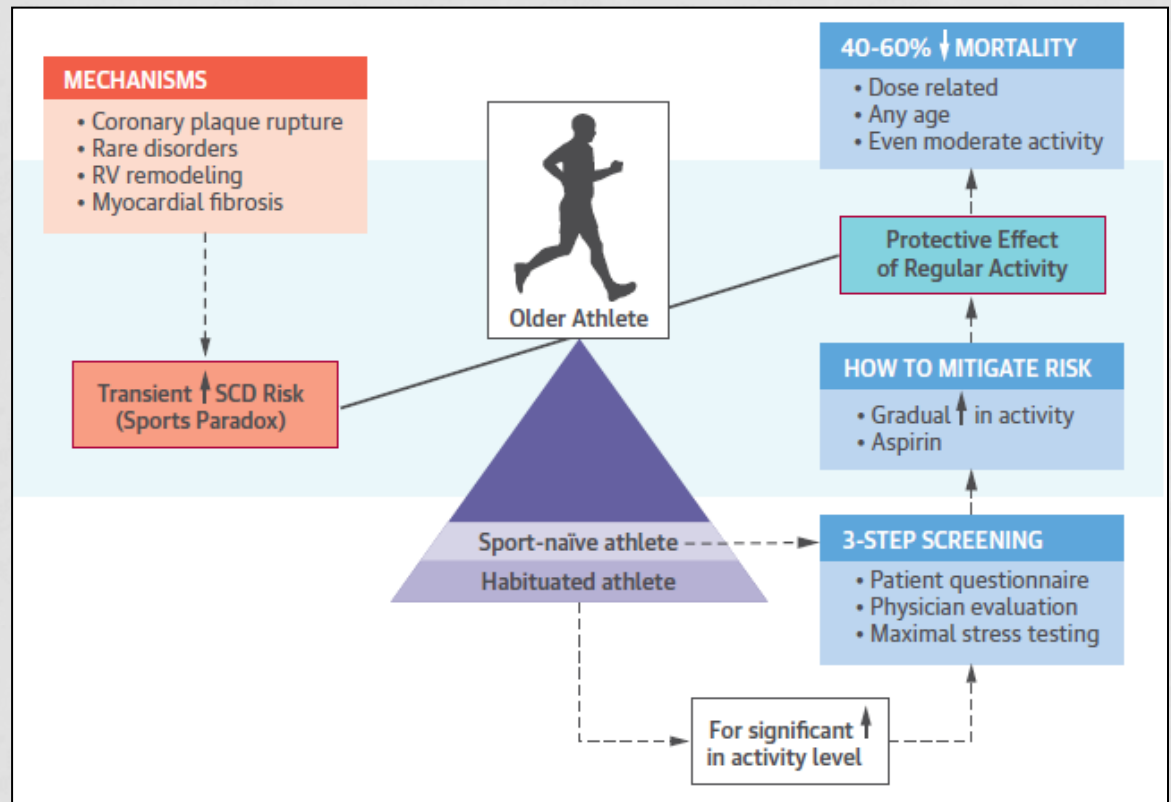 MECHANISMS
• Coronary plaque rupture
• Rare disorders
• RV remodeling
• Myocardial fibrosis
Transient ↑ SCD Risk
(Sports Paradox)
Older Athlete
Sport-naïve athlete
Habituated athlete
For significant ↑
in activity level
40-60% ↓ MORTALITY
• Dose related
• Any age
• Even moderate activity
Protective Effect
of Regular Activity
HOW TO MITIGATE RISK
• Gradual ↑ in activity
• Aspirin
3-STEP SCREENING
• Patient questionnaire
• Physician evaluation
• Maximal stress testing